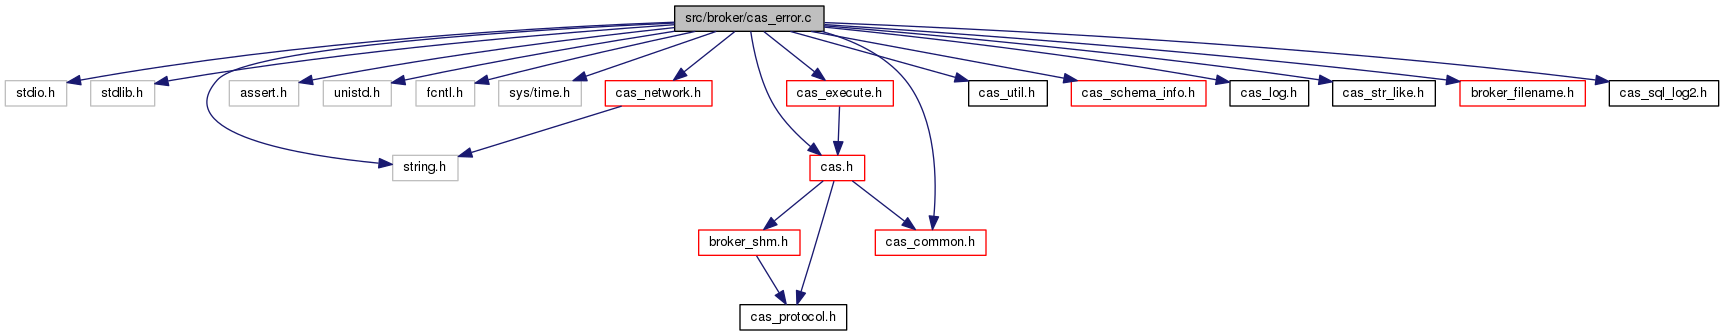 src/broker/cas_error.c
stdio.h
stdlib.h
assert.h
unistd.h
fcntl.h
sys/time.h
cas_network.h
cas_execute.h
cas_util.h
cas_schema_info.h
cas_log.h
cas_str_like.h
broker_filename.h
cas_sql_log2.h
string.h
cas.h
broker_shm.h
cas_common.h
cas_protocol.h